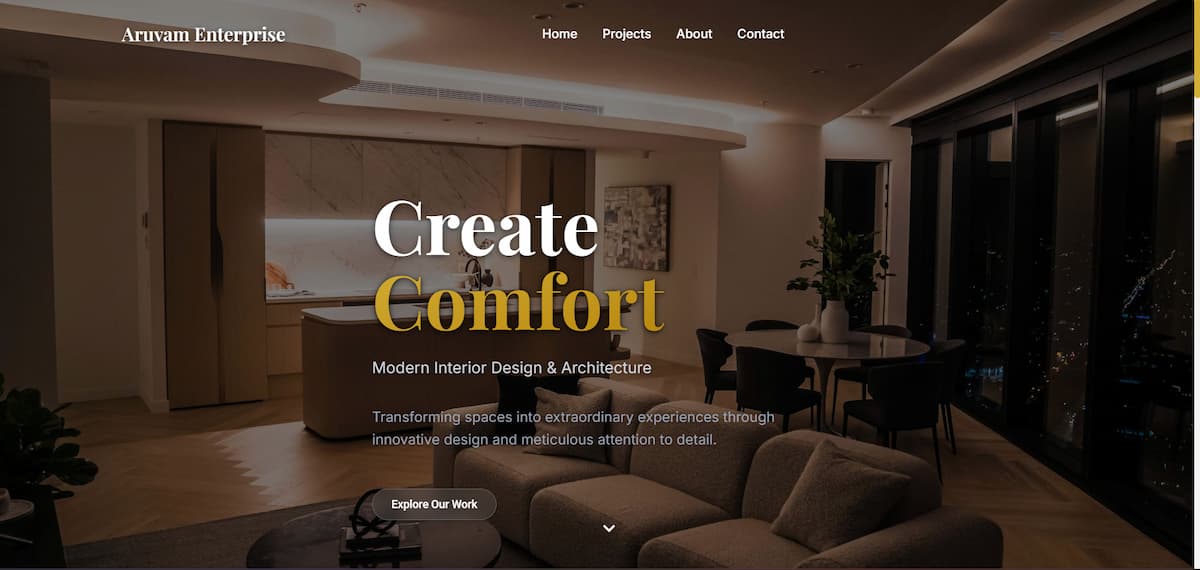 Aruvam Enterprise
Home Projects About Contact
Create
Comfort
Modern Interior Design & Architecture
Transforming spaces into extraordinary experiences through
innovative design and meticulous attention to detail.
Explore Our Work